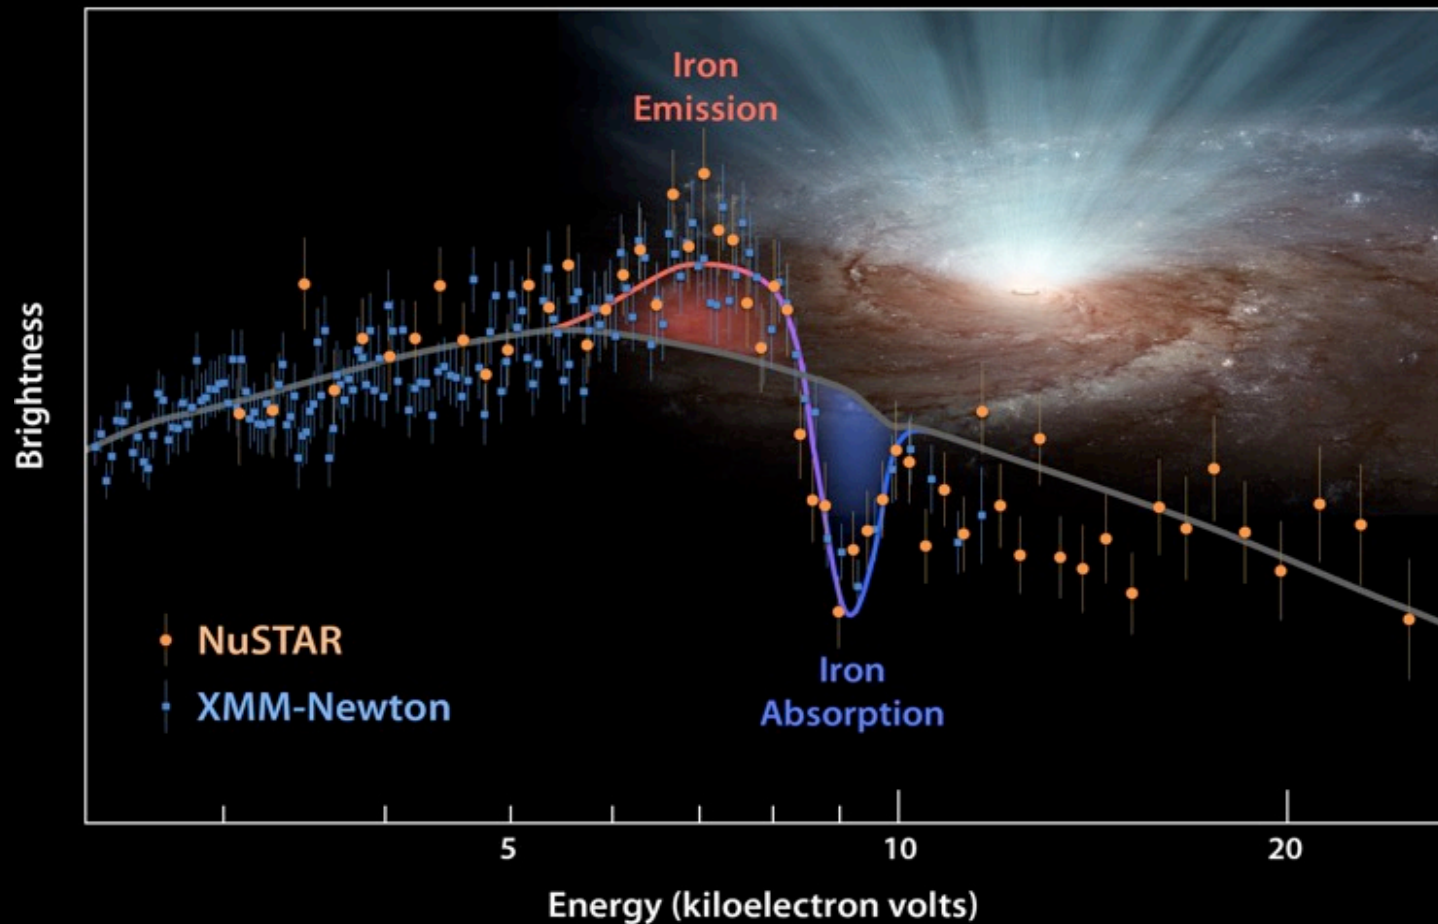 Iron
Emission
Brightness
NuSTAR
XMM-Newton
Iron
Absorption
5 10 20
Energy (kiloelectron volts)